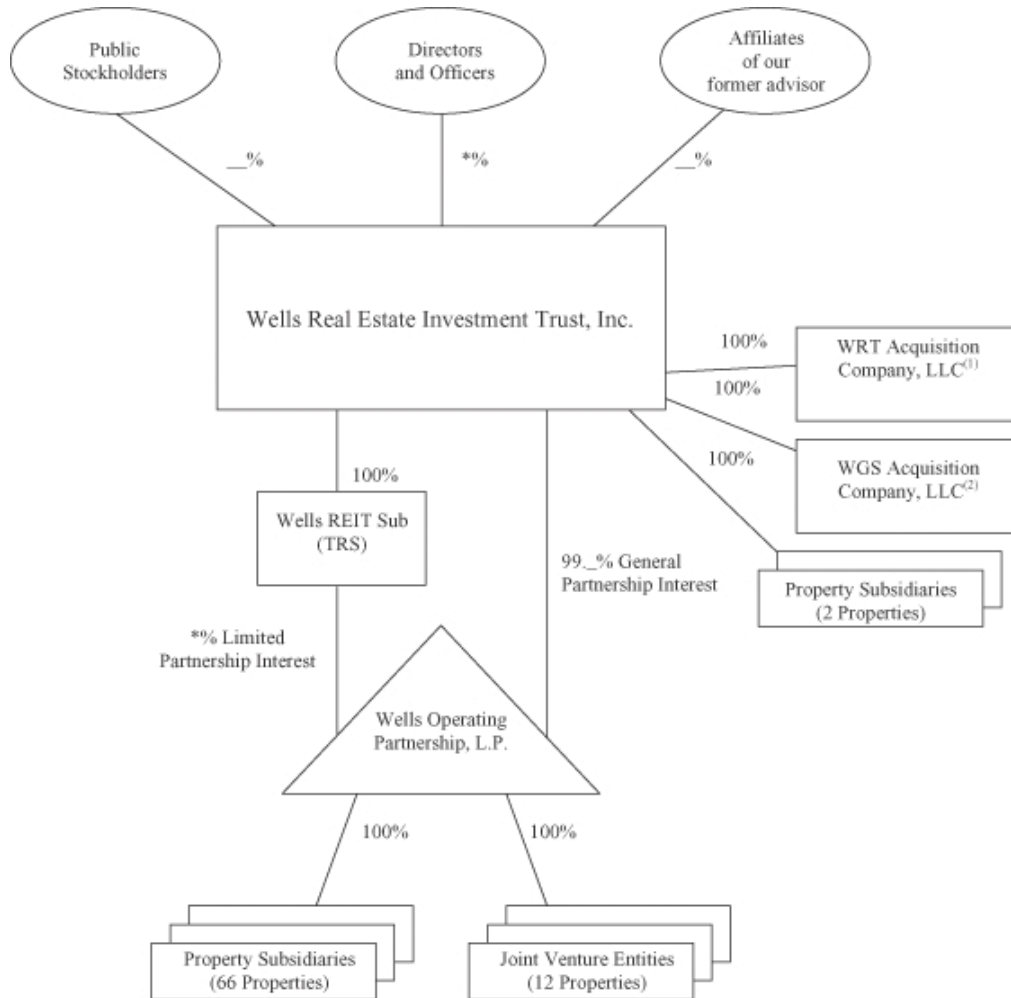 Public
Stockholders
Directors
and Officers
Affiliates
of our
former advisor
__%
*%
__%
Wells Real Estate Investment Trust, Inc.
100%
WRT Acquisition
Company, LLC(1)
100%
100%
WGS Acquisition
Company, LLC(2)
100%
Wells REIT Sub
(TRS)
99._% General
Partnership Interest
Property Subsidiaries
(2 Properties)
*% Limited
Partnership Interest
Wells Operating
Partnership, L.P.
100%
100%
Property Subsidiaries
(66 Properties)
Joint Venture Entities
(12 Properties)